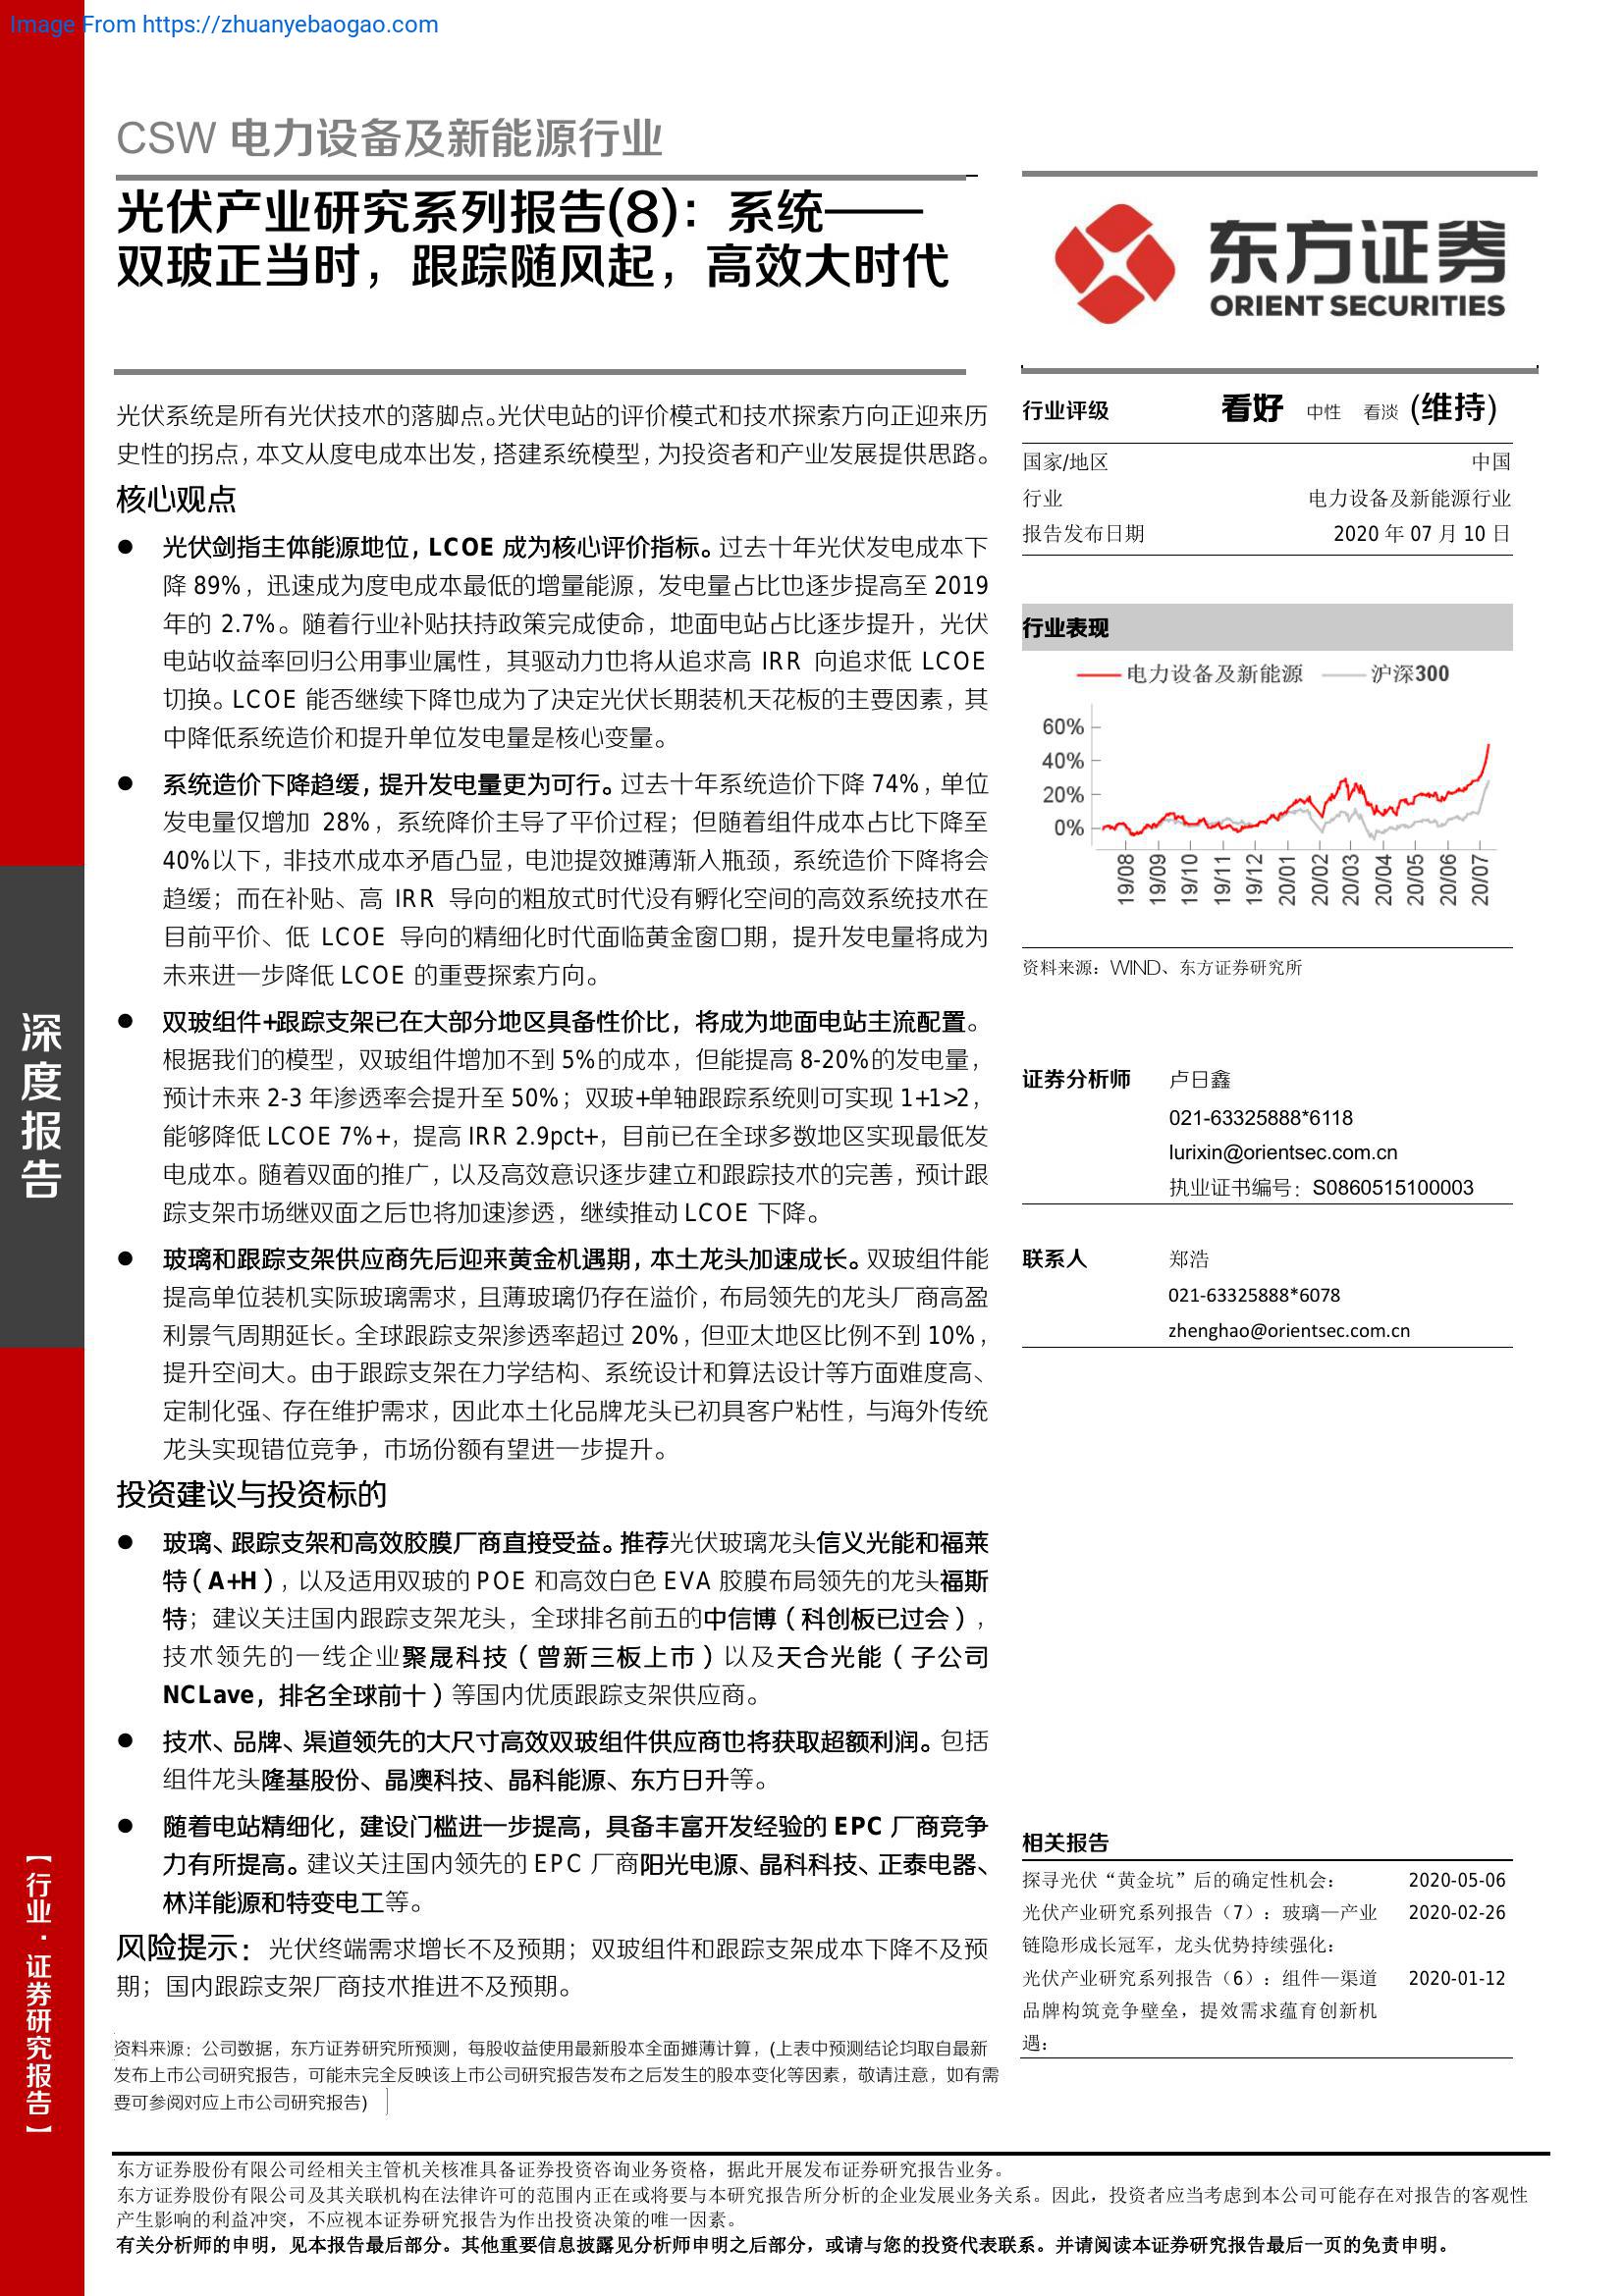 Image From https://zhuanyebaogao.com
CSW 电力设备及新能源行业
光伏产业研究系列报告(8)：系统——
双玻正当时，跟踪随风起，高效大时代
东方证券
ORIENT SECURITIES
光伏系统是所有光伏技术的落脚点。光伏电站的评价模式和技术探索方向正迎来历
史性的拐点，本文从度电成本出发，搭建系统模型，为投资者和产业发展提供思路。
核心观点
● 光伏剑指主体能源地位，LCOE 成为核心评价指标。过去十年光伏发电成本下
降 89%，迅速成为度电成本最低的增量能源，发电量占比也逐步提高至 2019
年的 2.7%。随着行业补贴扶持政策完成使命，地面电站占比逐步提升，光伏
电站收益率回归公用事业属性，其驱动力也将从追求高 IRR 向追求低 LCOE
切换。LCOE 能否继续下降也成为了决定光伏长期装机天花板的主要因素，其
中降低系统造价和提升单位发电量是核心变量。
● 系统造价下降趋缓，提升发电量更为可行。过去十年系统造价下降 74%，单位
发电量仅增加 28%，系统降价主导了平价过程；但随着组件成本占比下降至
40%以下，非技术成本矛盾凸显，电池提效摊薄渐入瓶颈，系统造价下降将会
趋缓；而在补贴、高 IRR 导向的粗放式时代没有孵化空间的高效系统技术在
目前平价、低 LCOE 导向的精细化时代面临黄金窗口期，提升发电量将成为
未来进一步降低 LCOE 的重要探索方向。
● 双玻组件+跟踪支架已在大部分地区具备性价比，将成为地面电站主流配置。
根据我们的模型，双玻组件增加不到 5%的成本，但能提高 8-20%的发电量，
预计未来 2-3 年渗透率会提升至 50%；双玻+单轴跟踪系统则可实现 1+1>2，
能够降低 LCOE 7%+，提高 IRR 2.9pct+，目前已在全球多数地区实现最低发
电成本。随着双面的推广，以及高效意识逐步建立和跟踪技术的完善，预计跟
踪支架市场继双面之后也将加速渗透，继续推动 LCOE 下降。
● 玻璃和跟踪支架供应商先后迎来黄金机遇期，本土龙头加速成长。双玻组件能
提高单位装机实际玻璃需求，且薄玻璃仍存在溢价，布局领先的龙头厂商高盈
利景气周期延长。全球跟踪支架渗透率超过 20%，但亚太地区比例不到 10%，
提升空间大。由于跟踪支架在力学结构、系统设计和算法设计等方面难度高、
定制化强、存在维护需求，因此本土化品牌龙头已初具客户粘性，与海外传统
龙头实现错位竞争，市场份额有望进一步提升。
投资建议与投资标的
● 玻璃、跟踪支架和高效胶膜厂商直接受益。推荐光伏玻璃龙头信义光能和福莱
特（A+H），以及适用双玻的 POE 和高效白色 EVA 胶膜布局领先的龙头福斯
特；建议关注国内跟踪支架龙头，全球排名前五的中信博（科创板已过会），
技术领先的一线企业聚晟科技（曾新三板上市）以及天合光能（子公司
NCLave，排名全球前十）等国内优质跟踪支架供应商。
● 技术、品牌、渠道领先的大尺寸高效双玻组件供应商也将获取超额利润。包括
组件龙头隆基股份、晶澳科技、晶科能源、东方日升等。
● 随着电站精细化，建设门槛进一步提高，具备丰富开发经验的 EPC 厂商竞争
力有所提高。建议关注国内领先的 EPC 厂商阳光电源、晶科科技、正泰电器、
林洋能源和特变电工等。
风险提示：光伏终端需求增长不及预期；双玻组件和跟踪支架成本下降不及预
期；国内跟踪支架厂商技术推进不及预期。
资料来源：公司数据，东方证券研究所预测，每股收益使用最新股本全面摊薄计算，(上表中预测结论均取自最新
发布上市公司研究报告，可能未完全反映该上市公司研究报告发布之后发生的股本变化等因素，敬请注意，如有需
要可参阅对应上市公司研究报告)
行业评级 看好 中性 看淡 (维持)
国家/地区 中国
行业 电力设备及新能源行业
报告发布日期 2020 年 07 月 10 日
行业表现
电力设备及新能源 沪深300
60%
40%
20%
0%
19/08 19/09 19/10 19/11 19/12 20/01 20/02 20/03 20/04 20/05 20/06 20/07
资料来源：WIND、东方证券研究所
证券分析师 卢日鑫
021-63325888*6118
lurixin@orientsec.com.cn
执业证书编号：S0860515100003
联系人 郑浩
021-63325888*6078
zhenghao@orientsec.com.cn
相关报告
探寻光伏“黄金坑”后的确定性机会： 2020-05-06
光伏产业研究系列报告（7）：玻璃—产业 2020-02-26
链隐形成长冠军，龙头优势持续强化：
光伏产业研究系列报告（6）：组件—渠道 2020-01-12
品牌构筑竞争壁垒，提效需求蕴育创新机
遇：
深度报告
【行业·证券研究报告】
东方证券股份有限公司经相关主管机关核准具备证券投资咨询业务资格，据此开展发布证券研究报告业务。
东方证券股份有限公司及其关联机构在法律许可的范围内正在或将要与本研究报告所分析的企业发展业务关系。因此，投资者应当考虑到本公司可能存在对报告的客观性
产生影响的利益冲突，不应视本证券研究报告为作出投资决策的唯一因素。
有关分析师的申明，见本报告最后部分。其他重要信息披露见分析师申明之后部分，或请与您的投资代表联系。并请阅读本证券研究报告最后一页的免责申明。